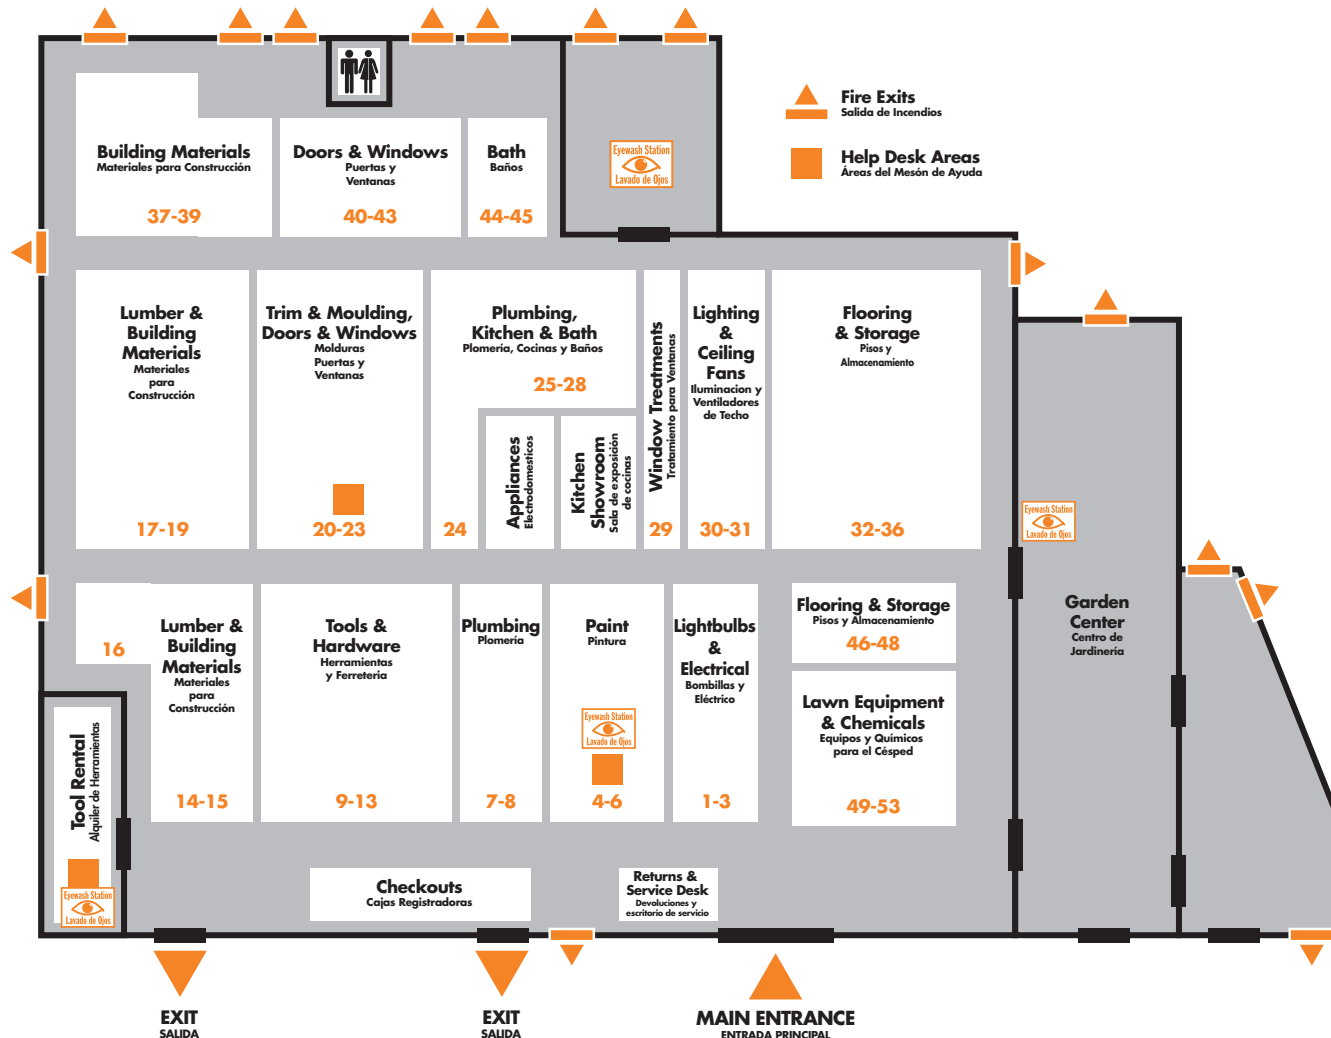 Fire Exits
Salida de Incendios
Help Desk Areas
Áreas del Mesón de Ayuda
Building Materials
Materiales para Construcción
37-39
Doors & Windows
Puertas y
Ventanas
40-43
Bath
Baños
44-45
Eyewash Station
Lavado de Ojos
Lumber &
Building
Materials
Materiales
para
Construcción
17-19
Trim & Moulding,
Doors & Windows
Molduras
Puertas y
Ventanas
20-23
Plumbing,
Kitchen & Bath
Plomería, Cocinas y Baños
25-28
24
Appliances
Electrodomesticos
Kitchen
Showroom
Sala de exposición
de cocinas
Window Treatments
Tratamiento para Ventanas
29
Lighting
&
Ceiling
Fans
Iluminacion y
Ventiladores
de Techo
30-31
Flooring
& Storage
Pisos y
Almacenamiento
32-36
Eyewash Station
Lavado de Ojos
16
Lumber &
Building
Materials
Materiales
para
Construcción
14-15
Tools &
Hardware
Herramientas
y Ferreteria
9-13
Plumbing
Plomería
7-8
Paint
Pintura
Eyewash Station
Lavado de Ojos
4-6
Lightbulbs
&
Electrical
Bombillas y
Eléctrico
1-3
Flooring & Storage
Pisos y Almacenamiento
46-48
Lawn Equipment
& Chemicals
Equipos y Químicos
para el Césped
49-53
Garden
Center
Centro de
Jardinería
Tool Rental
Alquiler de Herramientas
Eyewash Station
Lavado de Ojos
Checkouts
Cajas Registradoras
Returns &
Service Desk
Devoluciones y
escritorio de servicio
EXIT
SALIDA
EXIT
SALIDA
MAIN ENTRANCE
ENTRADA PRINCIPAL